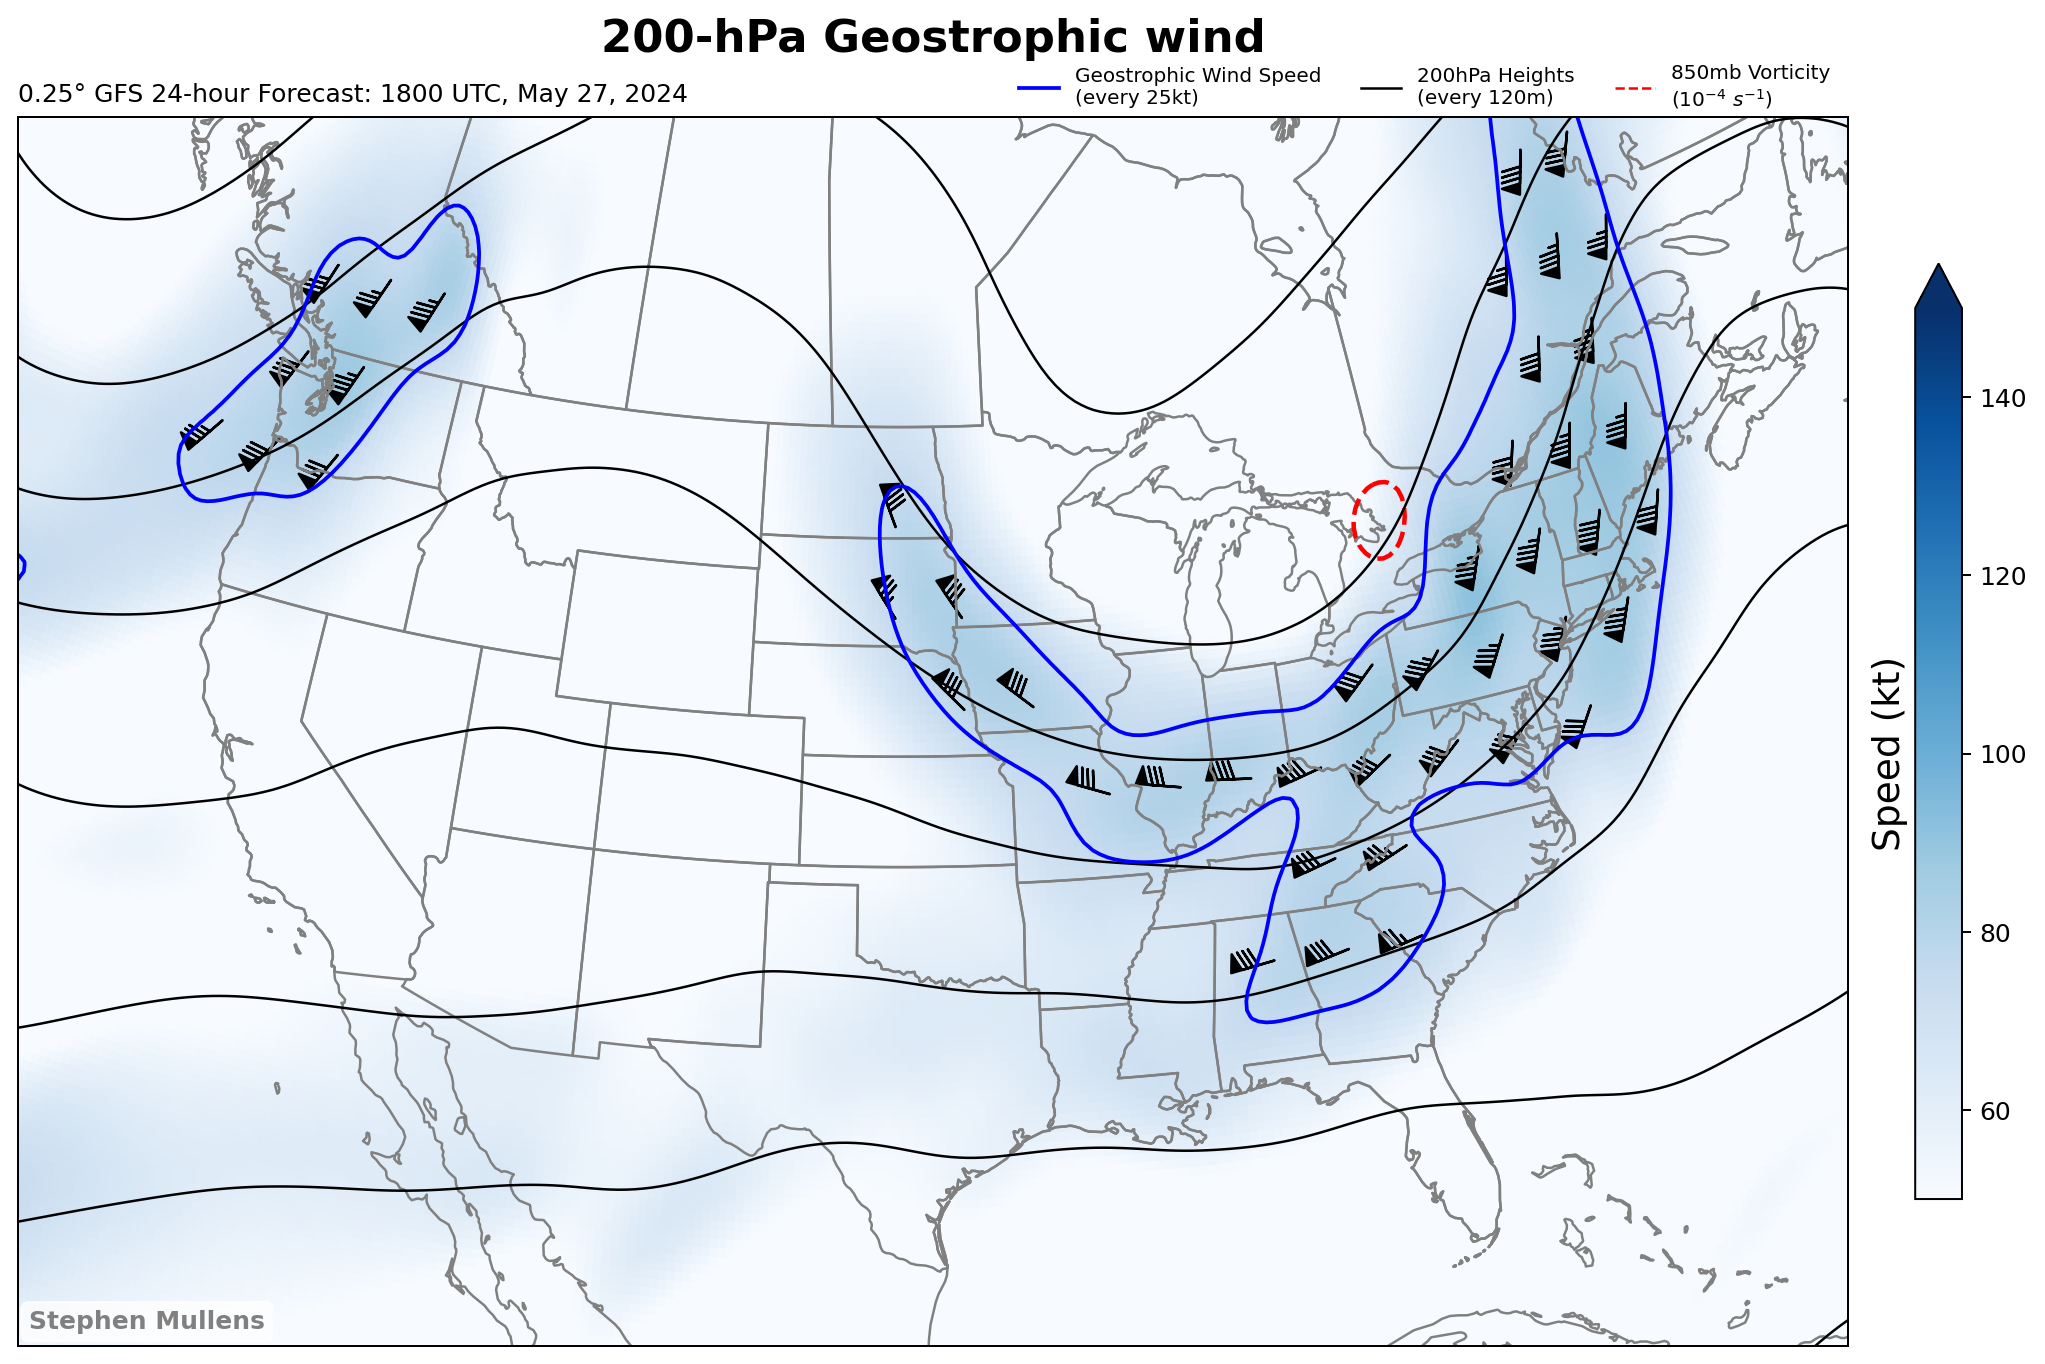 200-hPa Geostrophic wind
0.25° GFS 24-hour Forecast: 1800 UTC, May 27, 2024
Geostrophic Wind Speed
(every 25kt)
200hPa Heights
(every 120m)
850mb Vorticity
(10⁻⁴ s⁻¹)
140
120
100
80
60
Speed (kt)
Stephen Mullens